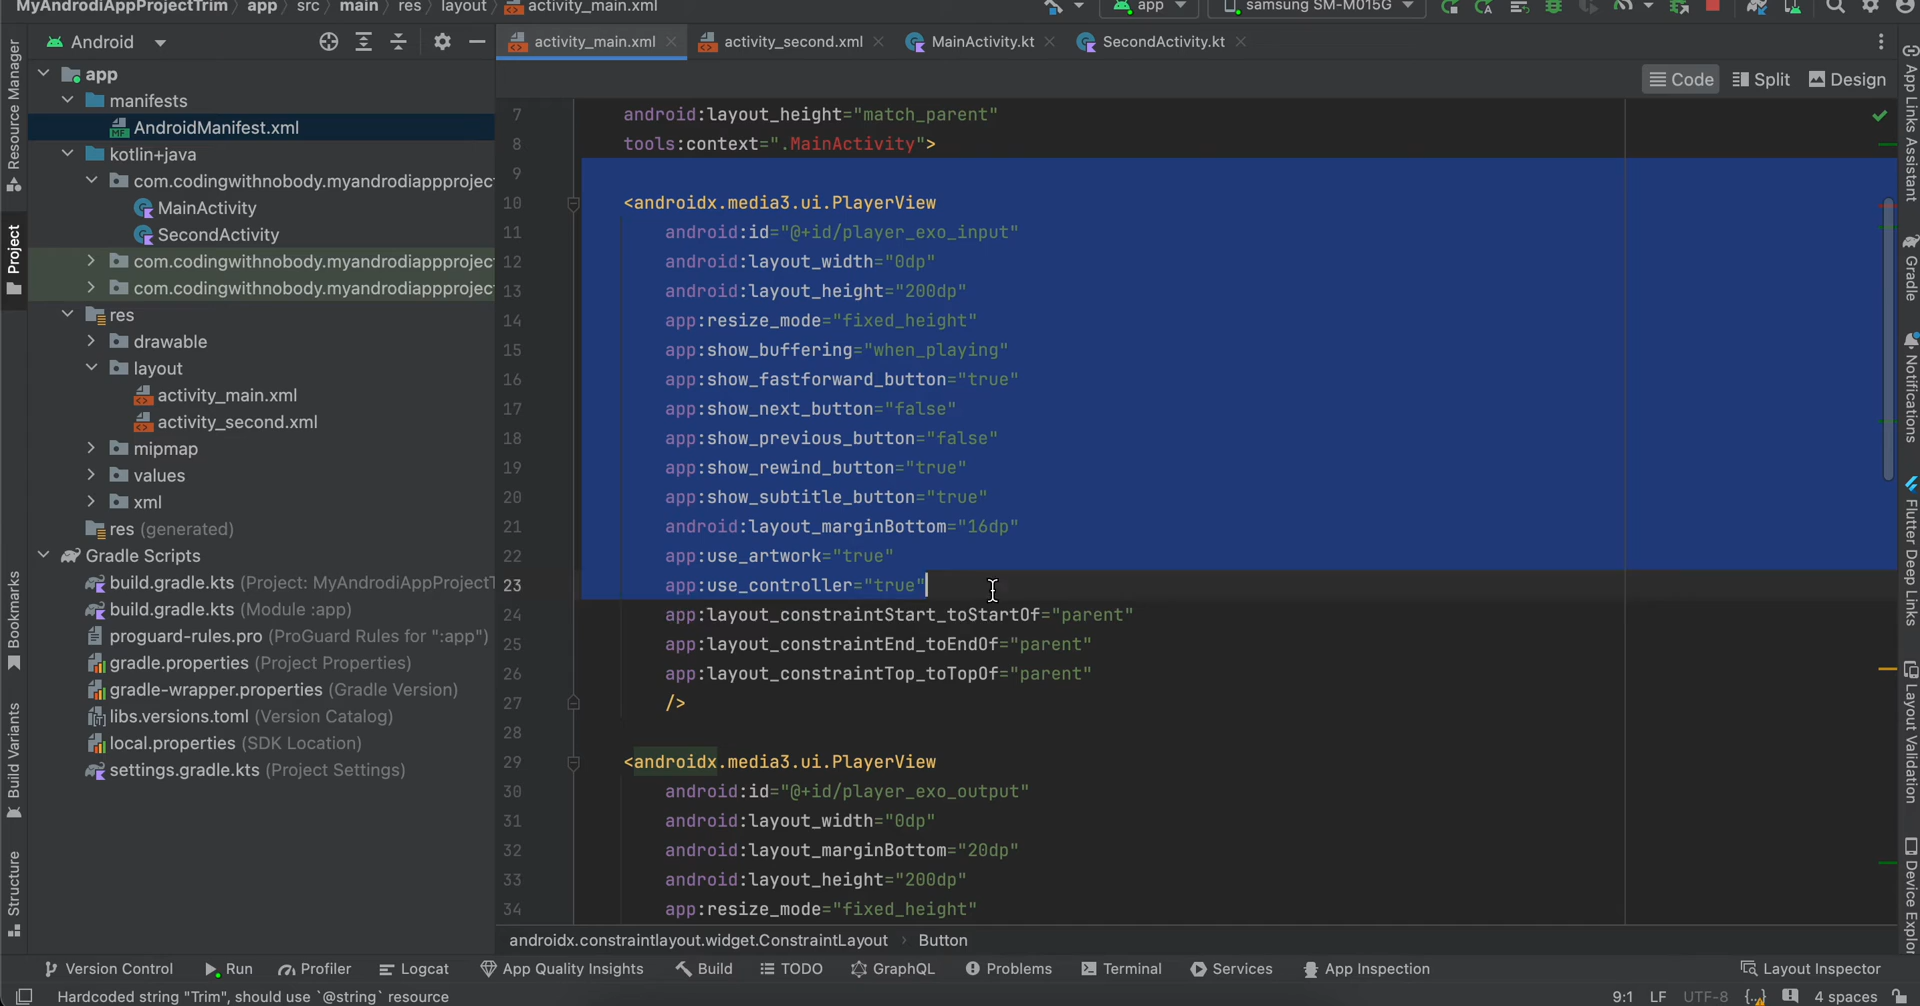 MyAndrodiAppProjectTrim > app > src > main > res > layout > activity_main.xml
app
samsung SM-M015G
Android
activity_main.xml
activity_second.xml
MainActivity.kt
SecondActivity.kt
Code
Split
Design
Resource Manager
Project
Bookmarks
Build Variants
Structure
app
manifests
AndroidManifest.xml
kotlin+java
com.codingwithnobody.myandrodiappproject
MainActivity
SecondActivity
com.codingwithnobody.myandrodiappproject
com.codingwithnobody.myandrodiappproject
res
drawable
layout
activity_main.xml
activity_second.xml
mipmap
values
xml
res (generated)
Gradle Scripts
build.gradle.kts (Project: MyAndrodiAppProjectT
build.gradle.kts (Module :app)
proguard-rules.pro (ProGuard Rules for ":app")
gradle.properties (Project Properties)
gradle-wrapper.properties (Gradle Version)
libs.versions.toml (Version Catalog)
local.properties (SDK Location)
settings.gradle.kts (Project Settings)
7 android:layout_height="match_parent"
8 tools:context=".MainActivity">
9
10 <androidx.media3.ui.PlayerView
11 android:id="@+id/player_exo_input"
12 android:layout_width="0dp"
13 android:layout_height="200dp"
14 app:resize_mode="fixed_height"
15 app:show_buffering="when_playing"
16 app:show_fastforward_button="true"
17 app:show_next_button="false"
18 app:show_previous_button="false"
19 app:show_rewind_button="true"
20 app:show_subtitle_button="true"
21 android:layout_marginBottom="16dp"
22 app:use_artwork="true"
23 app:use_controller="true"
24 app:layout_constraintStart_toStartOf="parent"
25 app:layout_constraintEnd_toEndOf="parent"
26 app:layout_constraintTop_toTopOf="parent"
27 />
28
29 <androidx.media3.ui.PlayerView
30 android:id="@+id/player_exo_output"
31 android:layout_width="0dp"
32 android:layout_marginBottom="20dp"
33 android:layout_height="200dp"
34 app:resize_mode="fixed_height"
App Links Assistant
Gradle
Notifications
Flutter Deep Links
Layout Validation
Device Explor
androidx.constraintlayout.widget.ConstraintLayout > Button
Version Control
Run
Profiler
Logcat
App Quality Insights
Build
TODO
GraphQL
Problems
Terminal
Services
App Inspection
Layout Inspector
Hardcoded string "Trim", should use `@string` resource
9:1
LF
UTF-8
4 spaces